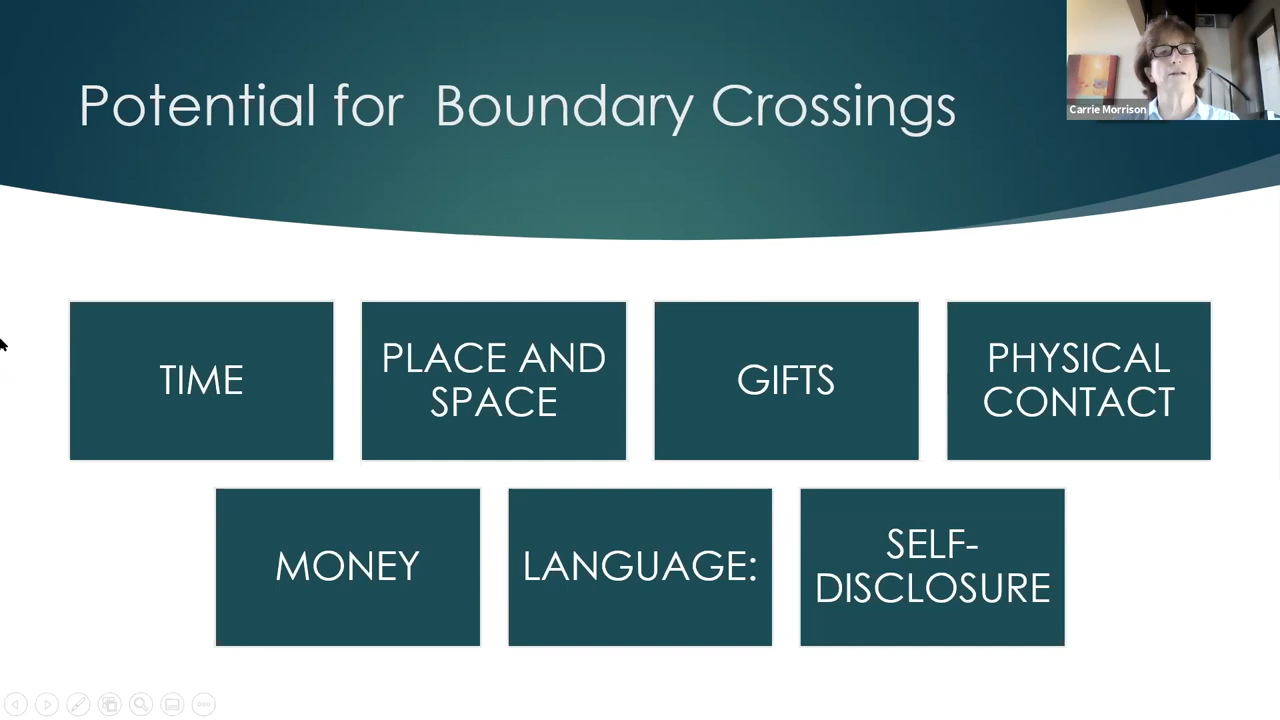 Potential for Boundary Crossings
Carrie Morrison
TIME
PLACE AND
SPACE
GIFTS
PHYSICAL
CONTACT
MONEY
LANGUAGE:
SELF-
DISCLOSURE